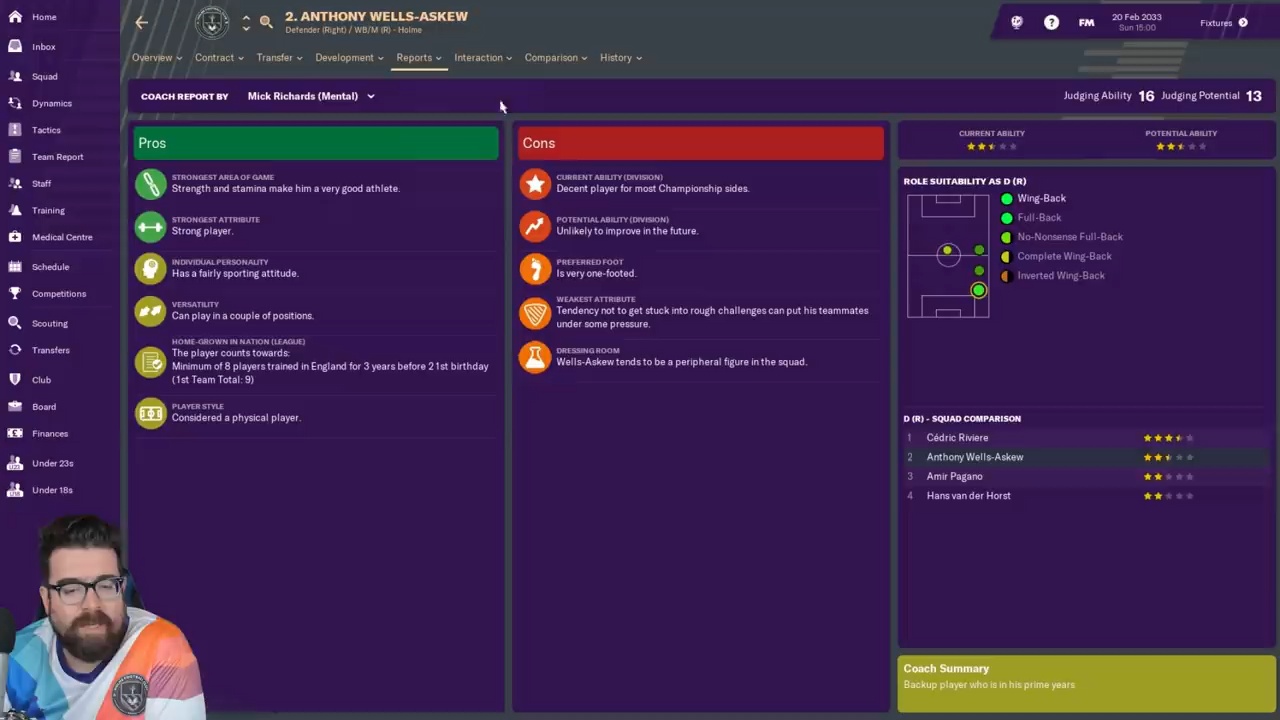 Home
Inbox
Squad
Dynamics
Tactics
Team Report
Staff
Training
Medical Centre
Schedule
Competitions
Scouting
Transfers
Club
Board
Finances
Under 23s
Under 18s
2. ANTHONY WELLS-ASKEW
Defender (Right) / WB/M (R) - Holme
FM
20 Feb 2033
Sun 15:00
Fixtures
Overview
Contract
Transfer
Development
Reports
Interaction
Comparison
History
COACH REPORT BY
Mick Richards (Mental)
Judging Ability 16 Judging Potential 13
Pros
STRONGEST AREA OF GAME
Strength and stamina make him a very good athlete.
STRONGEST ATTRIBUTE
Strong player.
INDIVIDUAL PERSONALITY
Has a fairly sporting attitude.
VERSATILITY
Can play in a couple of positions.
HOME-GROWN IN NATION (LEAGUE)
The player counts towards:
Minimum of 8 players trained in England for 3 years before 21st birthday
(1st Team Total: 9)
PLAYER STYLE
Considered a physical player.
Cons
CURRENT ABILITY (DIVISION)
Decent player for most Championship sides.
POTENTIAL ABILITY (DIVISION)
Unlikely to improve in the future.
PREFERRED FOOT
Is very one-footed.
WEAKEST ATTRIBUTE
Tendency not to get stuck into rough challenges can put his teammates
under some pressure.
DRESSING ROOM
Wells-Askew tends to be a peripheral figure in the squad.
CURRENT ABILITY
POTENTIAL ABILITY
ROLE SUITABILITY AS D (R)
Wing-Back
Full-Back
No-Nonsense Full-Back
Complete Wing-Back
Inverted Wing-Back
D (R) - SQUAD COMPARISON
1 Cédric Riviere
2 Anthony Wells-Askew
3 Amir Pagano
4 Hans van der Horst
Coach Summary
Backup player who is in his prime years